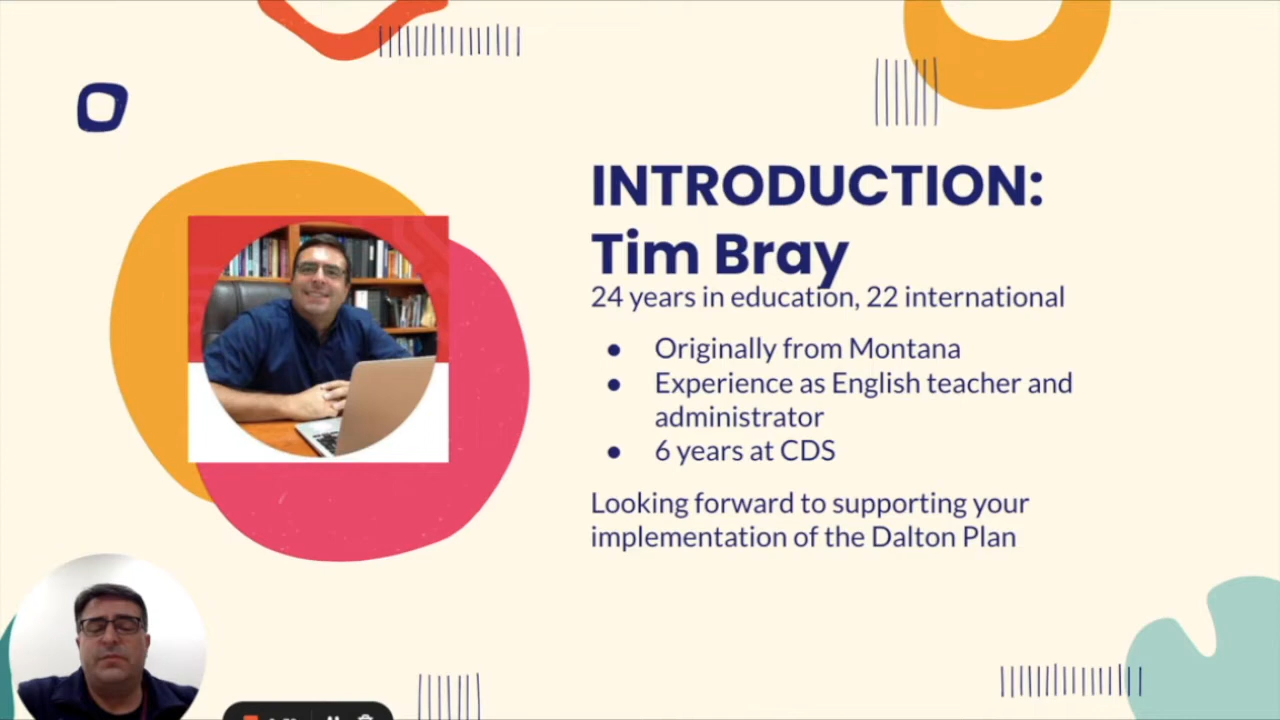 INTRODUCTION:
Tim Bray
24 years in education, 22 international
● Originally from Montana
● Experience as English teacher and
administrator
● 6 years at CDS
Looking forward to supporting your
implementation of the Dalton Plan